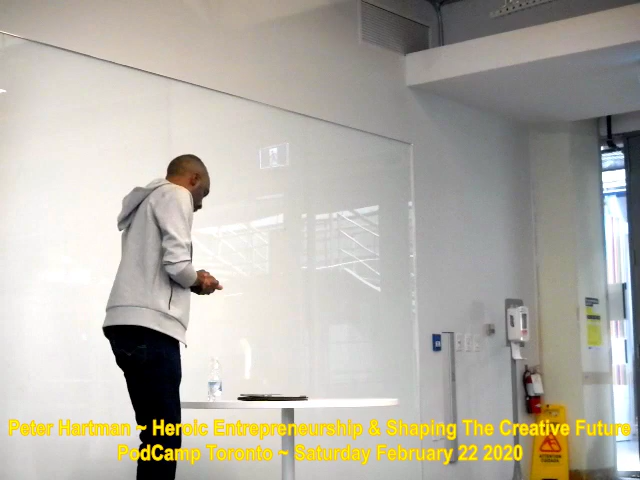 Peter Hartman ~ Heroic Entrepreneurship & Shaping The Creative Future
PodCamp Toronto ~ Saturday February 22 2020